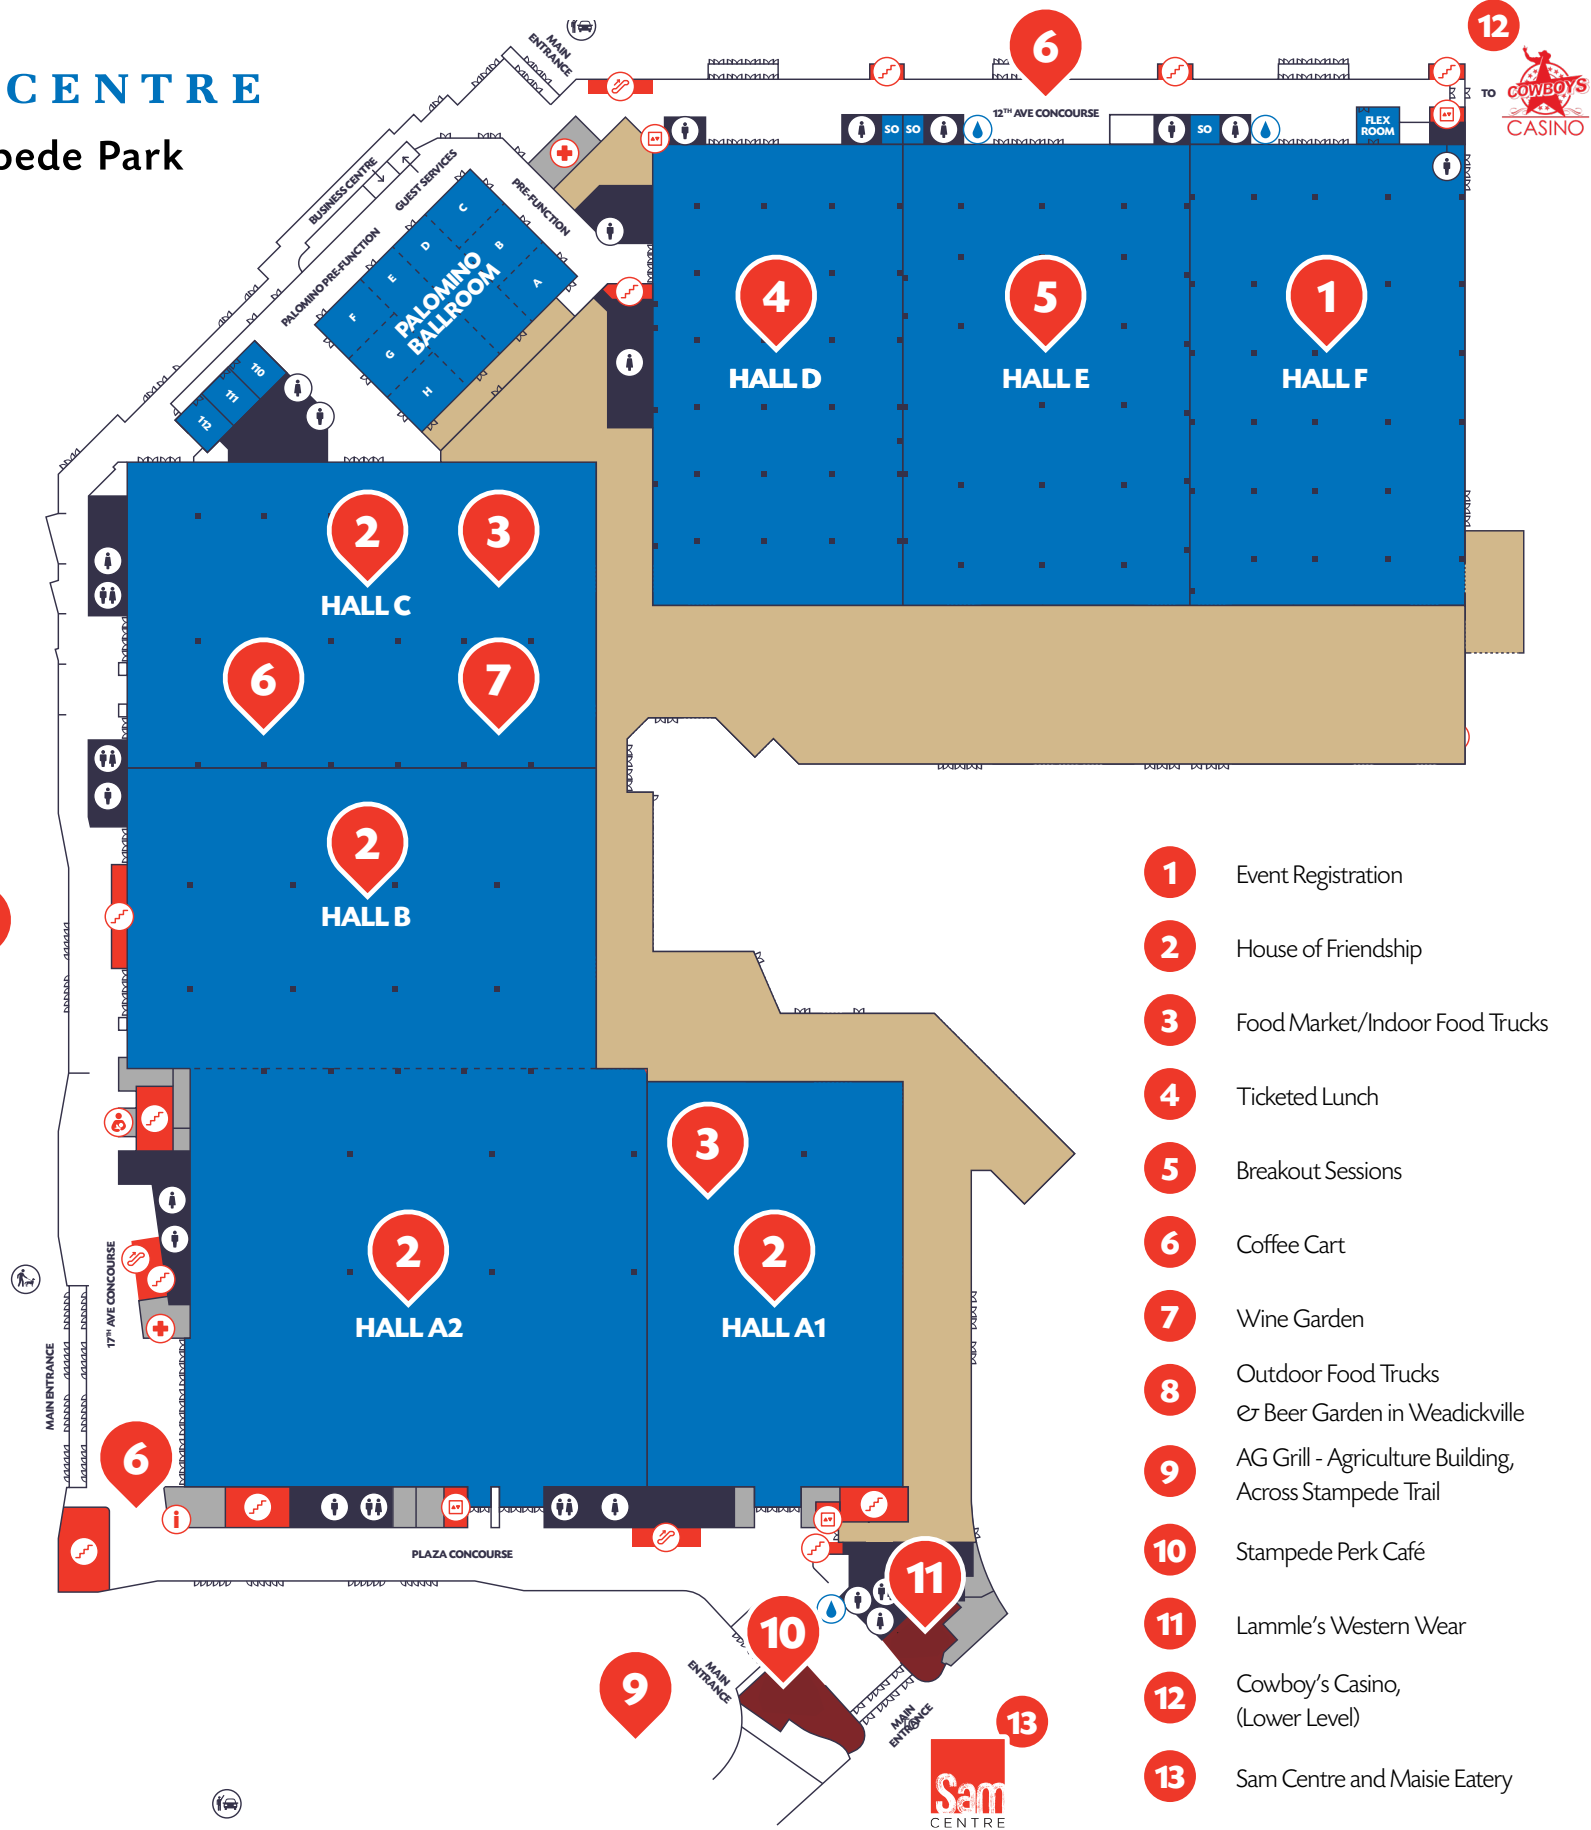 CENTRE
pede Park
MAIN
ENTRANCE
6
12
TO
COWBOYS
CASINO
12TH AVE CONCOURSE
SO
SO
SO
FLEX
ROOM
BUSINESS CENTRE
GUEST SERVICES
PRE-FUNCTION
PALOMINO PRE-FUNCTION
C
D
B
E
A
F
G
H
PALOMINO
BALLROOM
110
111
112
4
HALL D
5
HALL E
1
HALL F
2
3
HALL C
6
7
2
HALL B
3
2
HALL A2
2
HALL A1
17TH AVE CONCOURSE
MAIN ENTRANCE
6
i
PLAZA CONCOURSE
11
10
9
MAIN
ENTRANCE
MAIN
ENTRANCE
13
Sam
CENTRE
1 Event Registration
2 House of Friendship
3 Food Market/Indoor Food Trucks
4 Ticketed Lunch
5 Breakout Sessions
6 Coffee Cart
7 Wine Garden
8 Outdoor Food Trucks
& Beer Garden in Weadickville
9 AG Grill - Agriculture Building,
Across Stampede Trail
10 Stampede Perk Café
11 Lammle's Western Wear
12 Cowboy's Casino,
(Lower Level)
13 Sam Centre and Maisie Eatery